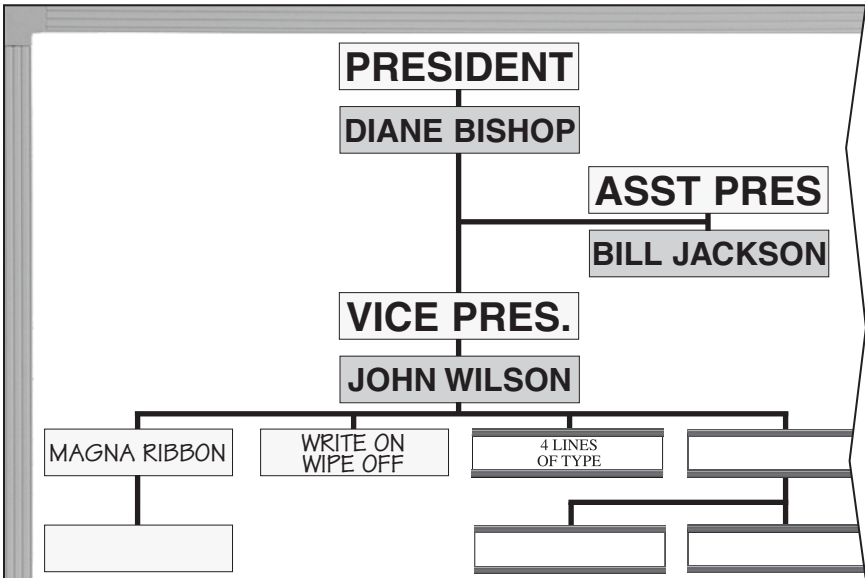 PRESIDENT
DIANE BISHOP
ASST PRES
BILL JACKSON
VICE PRES.
JOHN WILSON
MAGNA RIBBON
WRITE ON
WIPE OFF
4 LINES
OF TYPE